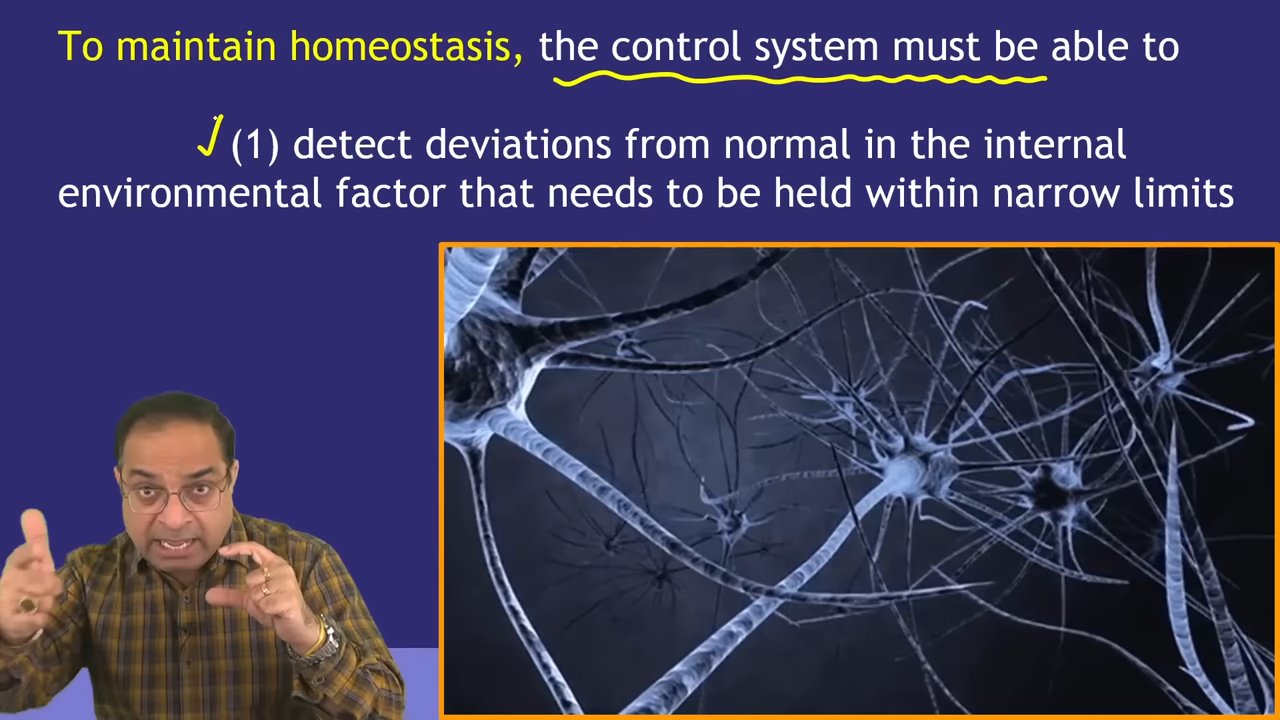 To maintain homeostasis, the control system must be able to
(1) detect deviations from normal in the internal
environmental factor that needs to be held within narrow limits